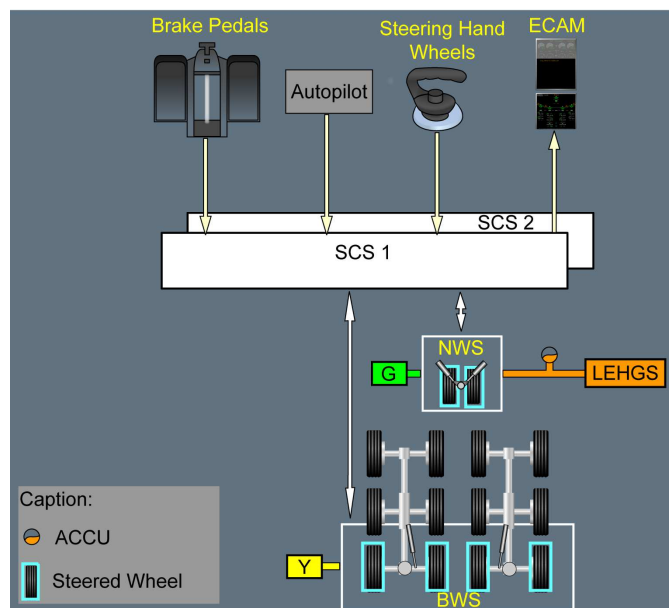 Brake Pedals
Autopilot
Steering Hand
Wheels
ECAM
SCS 2
SCS 1
NWS
G
LEHGS
Caption:
ACCU
Steered Wheel
Y
BWS